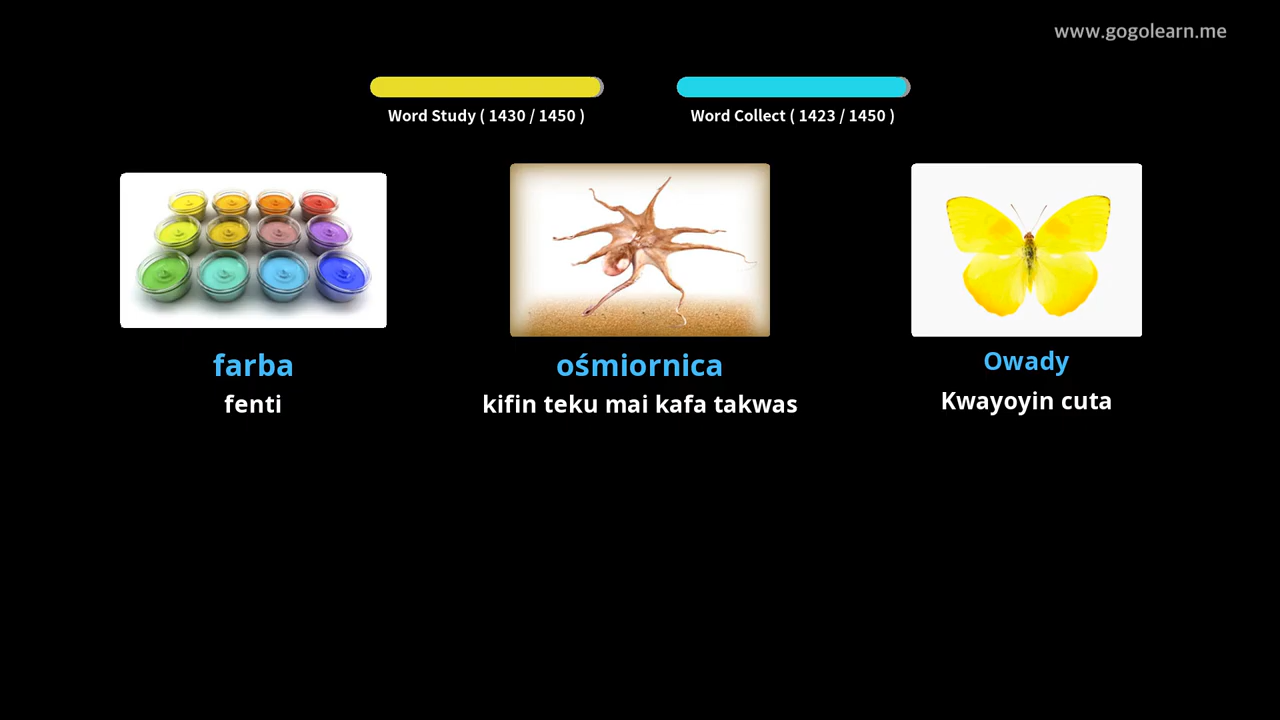 www.gogolearn.me
Word Study ( 1430 / 1450 )
Word Collect ( 1423 / 1450 )
farba
fenti
ośmiornica
kifin teku mai kafa takwas
Owady
Kwayoyin cuta